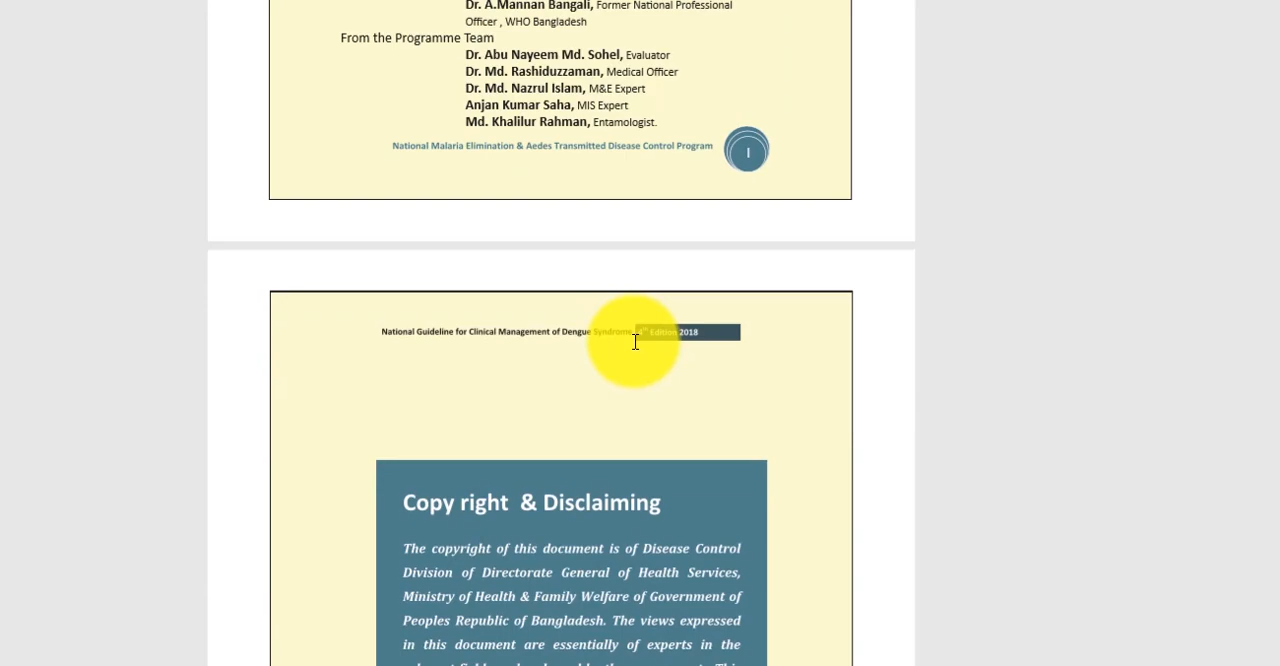 Dr. A.Mannan Bangali, Former National Professional
Officer , WHO Bangladesh
From the Programme Team
Dr. Abu Nayeem Md. Sohel, Evaluator
Dr. Md. Rashiduzzaman, Medical Officer
Dr. Md. Nazrul Islam, M&E Expert
Anjan Kumar Saha, MIS Expert
Md. Khalilur Rahman, Entamologist.
National Malaria Elimination & Aedes Transmitted Disease Control Program
I
National Guideline for Clinical Management of Dengue Syndrome 4th Edition 2018
Copy right & Disclaiming
The copyright of this document is of Disease Control
Division of Directorate General of Health Services,
Ministry of Health & Family Welfare of Government of
Peoples Republic of Bangladesh. The views expressed
in this document are essentially of experts in the